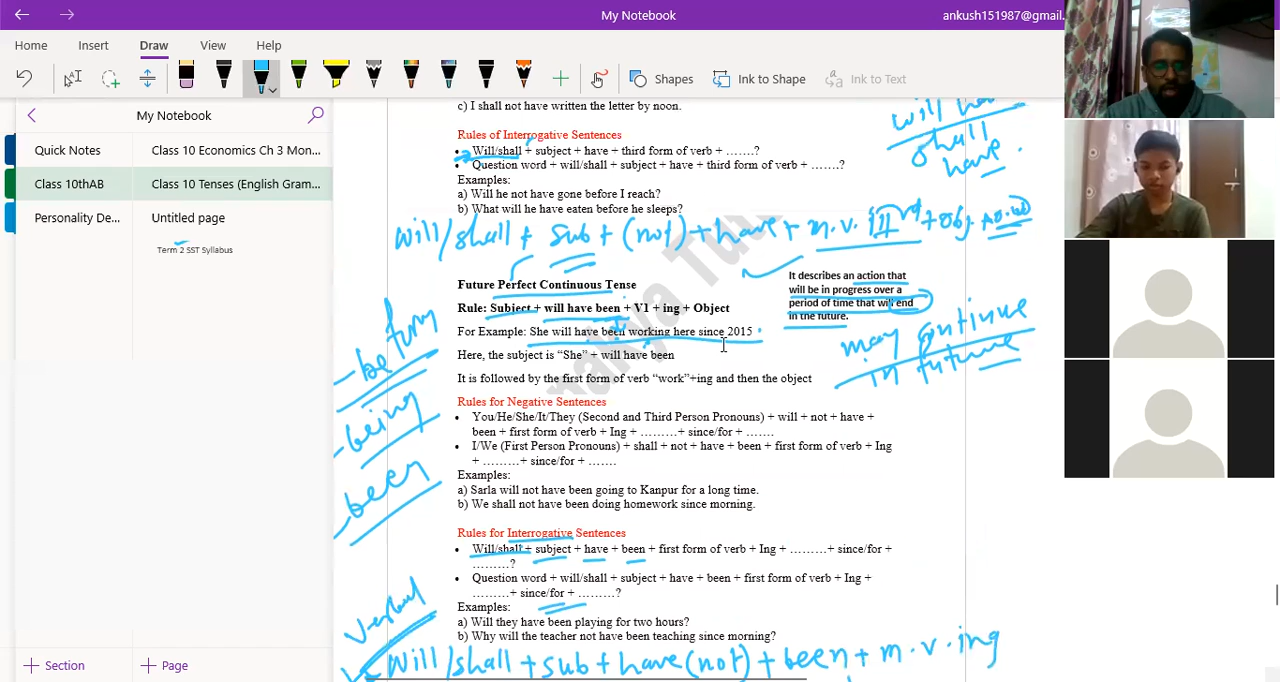 My Notebook
ankush151987@gmail.
Home
Insert
Draw
View
Help
Shapes
Ink to Shape
Ink to Text
My Notebook
Quick Notes
Class 10 Economics Ch 3 Mon...
Class 10thAB
Class 10 Tenses (English Gram...
Personality De...
Untitled page
Term 2 SST Syllabus
Section
Page
c) I shall not have written the letter by noon.
shall
have.
Rules of Interrogative Sentences
Will/shall + subject + have + third form of verb + …….?
Question word + will/shall + subject + have + third form of verb + …….?
Examples:
a) Will he not have gone before I reach?
b) What will he have eaten before he sleeps?
will/shall + sub + (not) + have + m.v. IIIrd + obj.
Future Perfect Continuous Tense
It describes an action that
will be in progress over a
period of time that will end
in the future.
may continue
in future
Rule: Subject + will have been + V1 + ing + Object
For Example: She will have been working here since 2015
Here, the subject is “She” + will have been
It is followed by the first form of verb “work”+ing and then the object
-be form
-being
-been
Rules for Negative Sentences
You/He/She/It/They (Second and Third Person Pronouns) + will + not + have +
been + first form of verb + Ing + ………+ since/for + …….
I/We (First Person Pronouns) + shall + not + have + been + first form of verb + Ing
+ ………+ since/for + …….
Examples:
a) Sarla will not have been going to Kanpur for a long time.
b) We shall not have been doing homework since morning.
Rules for Interrogative Sentences
Will/shall + subject + have + been + first form of verb + Ing + ………+ since/for +
………?
Question word + will/shall + subject + have + been + first form of verb + Ing +
………+ since/for + ………?
Examples:
a) Will they have been playing for two hours?
b) Why will the teacher not have been teaching since morning?
verbal
Will/shall + sub + have (not) + been + m.v. ing